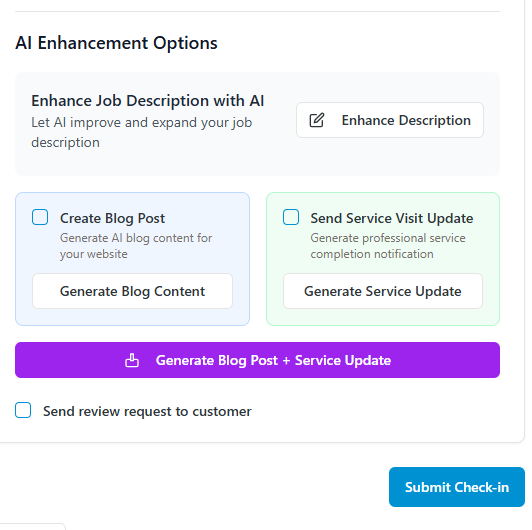 AI Enhancement Options
Enhance Job Description with AI
Let AI improve and expand your job
description
Enhance Description
Create Blog Post
Generate AI blog content for
your website
Generate Blog Content
Send Service Visit Update
Generate professional service
completion notification
Generate Service Update
Generate Blog Post + Service Update
Send review request to customer
Submit Check-in